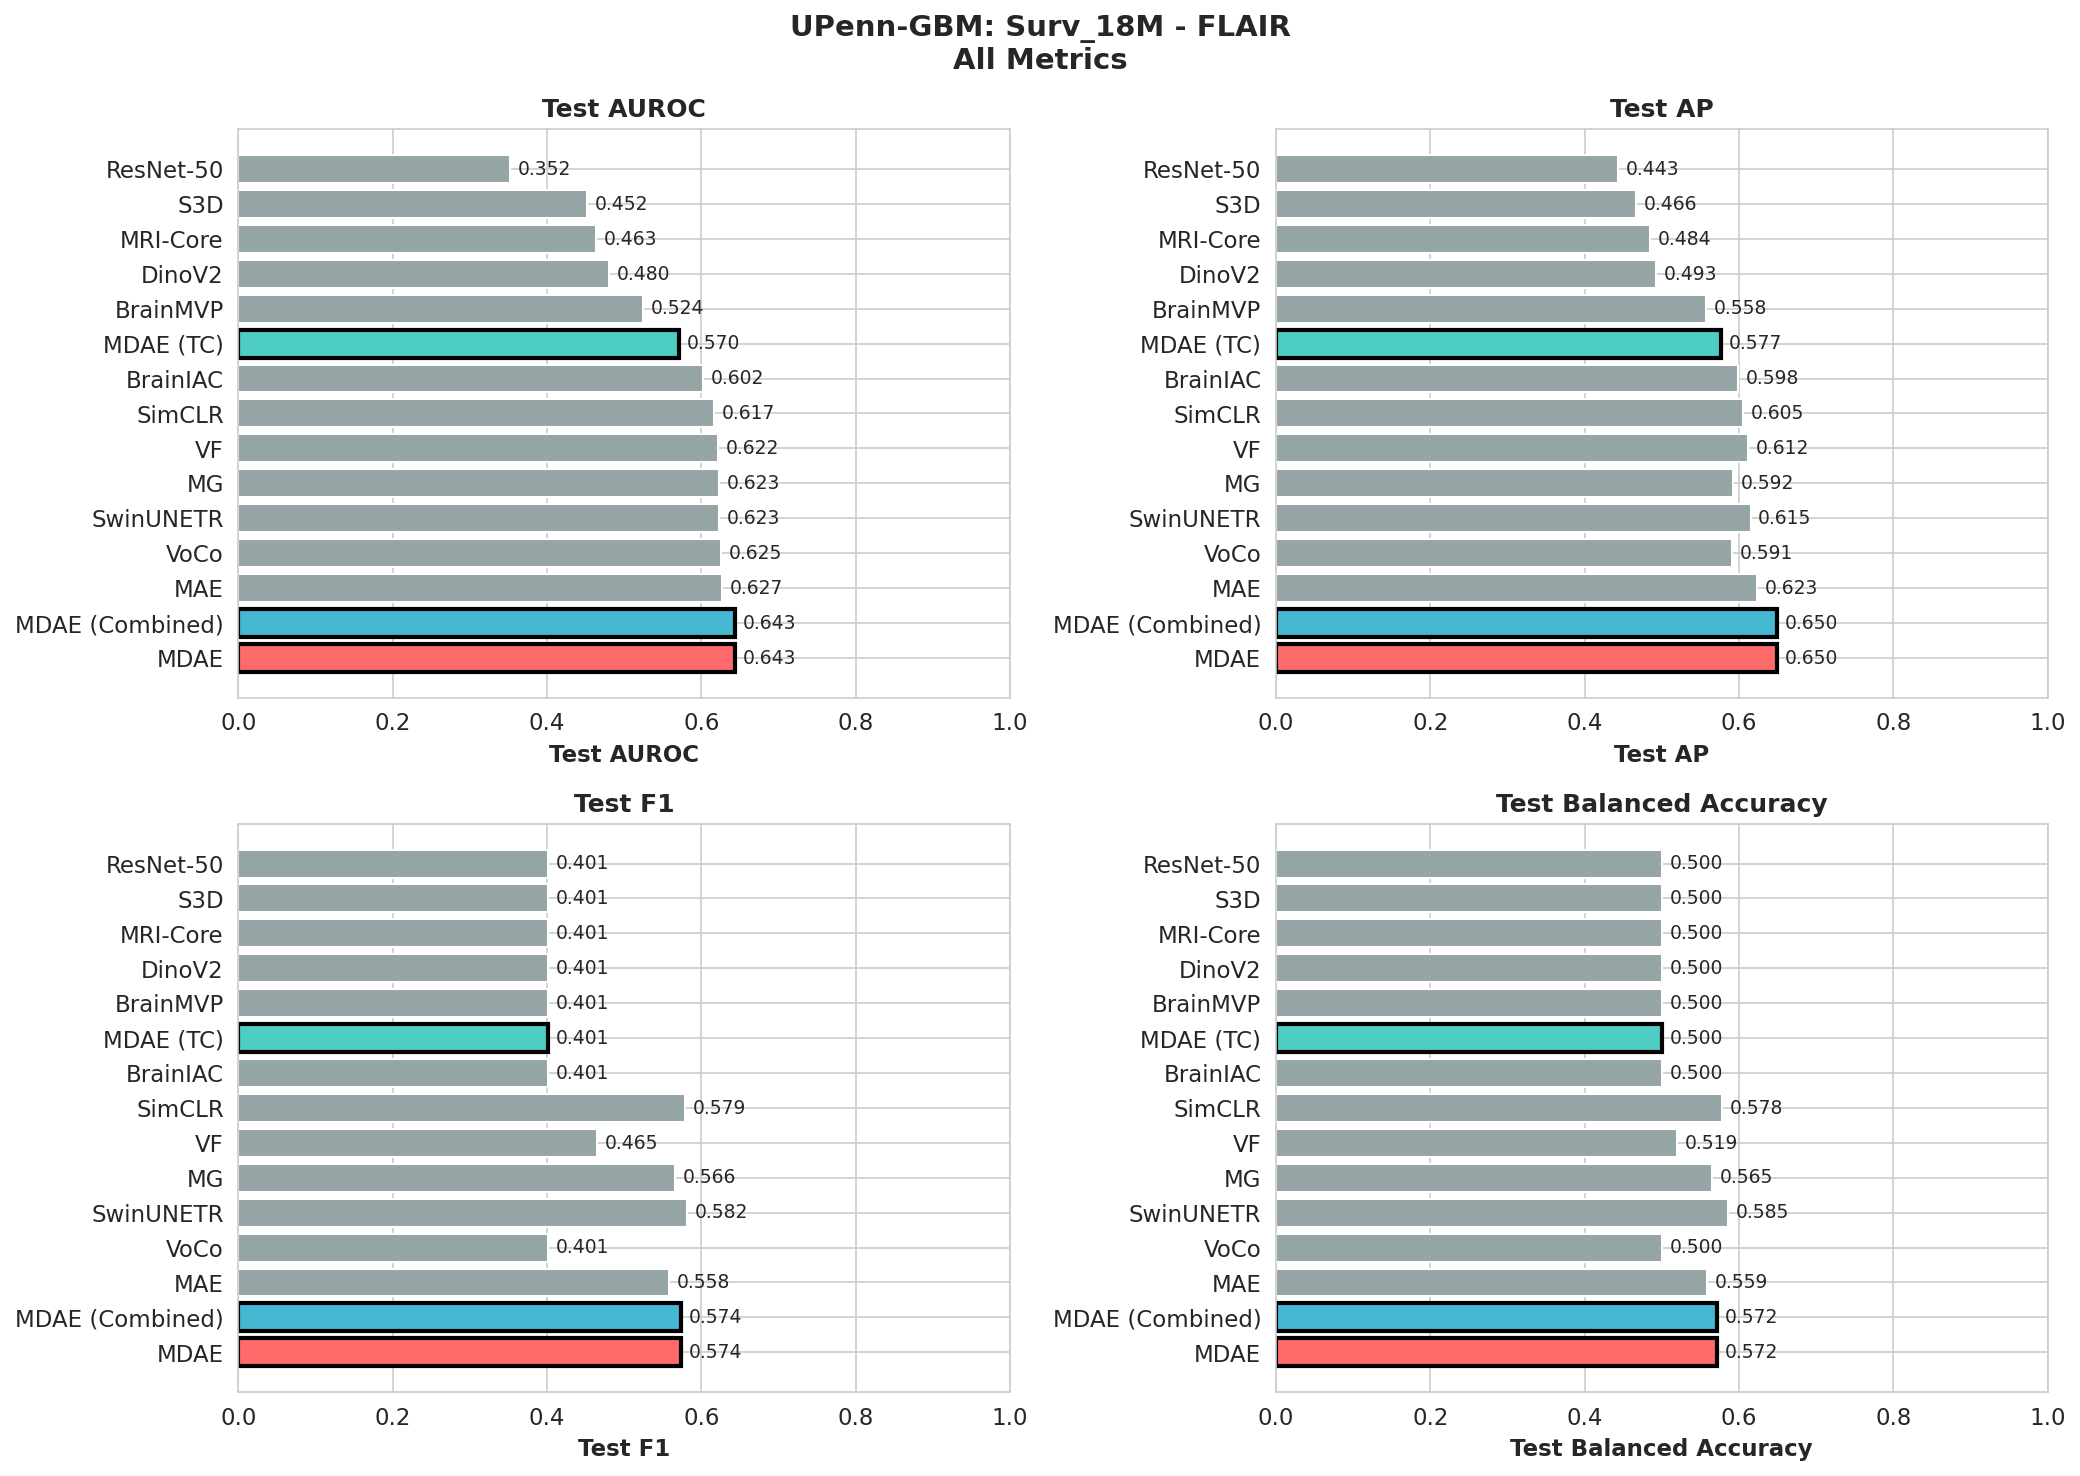 UPenn-GBM: Surv_18M - FLAIR
All Metrics
Test AUROC
ResNet-50 0.352
S3D 0.452
MRI-Core 0.463
DinoV2 0.480
BrainMVP 0.524
MDAE (TC) 0.570
BrainIAC 0.602
SimCLR 0.617
VF 0.622
MG 0.623
SwinUNETR 0.623
VoCo 0.625
MAE 0.627
MDAE (Combined) 0.643
MDAE 0.643
0.0 0.2 0.4 0.6 0.8 1.0
Test AUROC
Test AP
ResNet-50 0.443
S3D 0.466
MRI-Core 0.484
DinoV2 0.493
BrainMVP 0.558
MDAE (TC) 0.577
BrainIAC 0.598
SimCLR 0.605
VF 0.612
MG 0.592
SwinUNETR 0.615
VoCo 0.591
MAE 0.623
MDAE (Combined) 0.650
MDAE 0.650
0.0 0.2 0.4 0.6 0.8 1.0
Test AP
Test F1
ResNet-50 0.401
S3D 0.401
MRI-Core 0.401
DinoV2 0.401
BrainMVP 0.401
MDAE (TC) 0.401
BrainIAC 0.401
SimCLR 0.579
VF 0.465
MG 0.566
SwinUNETR 0.582
VoCo 0.401
MAE 0.558
MDAE (Combined) 0.574
MDAE 0.574
0.0 0.2 0.4 0.6 0.8 1.0
Test F1
Test Balanced Accuracy
ResNet-50 0.500
S3D 0.500
MRI-Core 0.500
DinoV2 0.500
BrainMVP 0.500
MDAE (TC) 0.500
BrainIAC 0.500
SimCLR 0.578
VF 0.519
MG 0.565
SwinUNETR 0.585
VoCo 0.500
MAE 0.559
MDAE (Combined) 0.572
MDAE 0.572
0.0 0.2 0.4 0.6 0.8 1.0
Test Balanced Accuracy